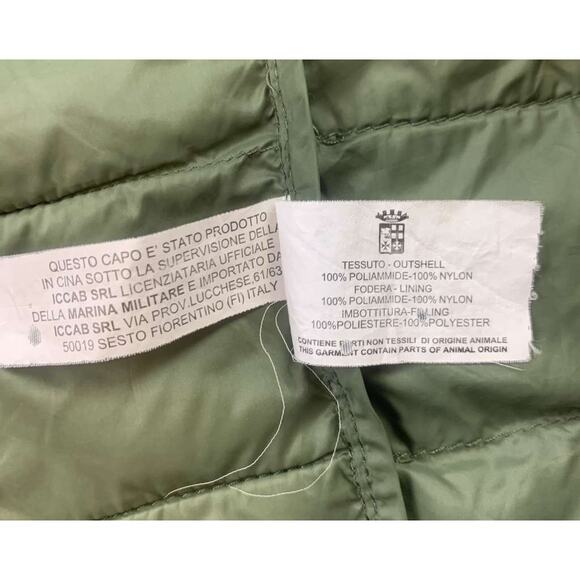 QUESTO CAPO E' STATO PRODOTTO
IN CINA SOTTO LA SUPERVISIONE DELLA
ICCAB SRL LICENZIATARIA UFFICIALE
DELLA MARINA MILITARE E IMPORTATO DA
ICCAB SRL VIA PROV.LUCCHESE,61/63
50019 SESTO FIORENTINO (FI) ITALY
TESSUTO - OUTSHELL
100% POLIAMMIDE-100% NYLON
FODERA - LINING
100% POLIAMMIDE-100% NYLON
IMBOTTITURA-FILLING
100%POLIESTERE-100%POLYESTER
CONTIENE PARTI NON TESSILI DI ORIGINE ANIMALE
THIS GARMENT CONTAIN PARTS OF ANIMAL ORIGIN